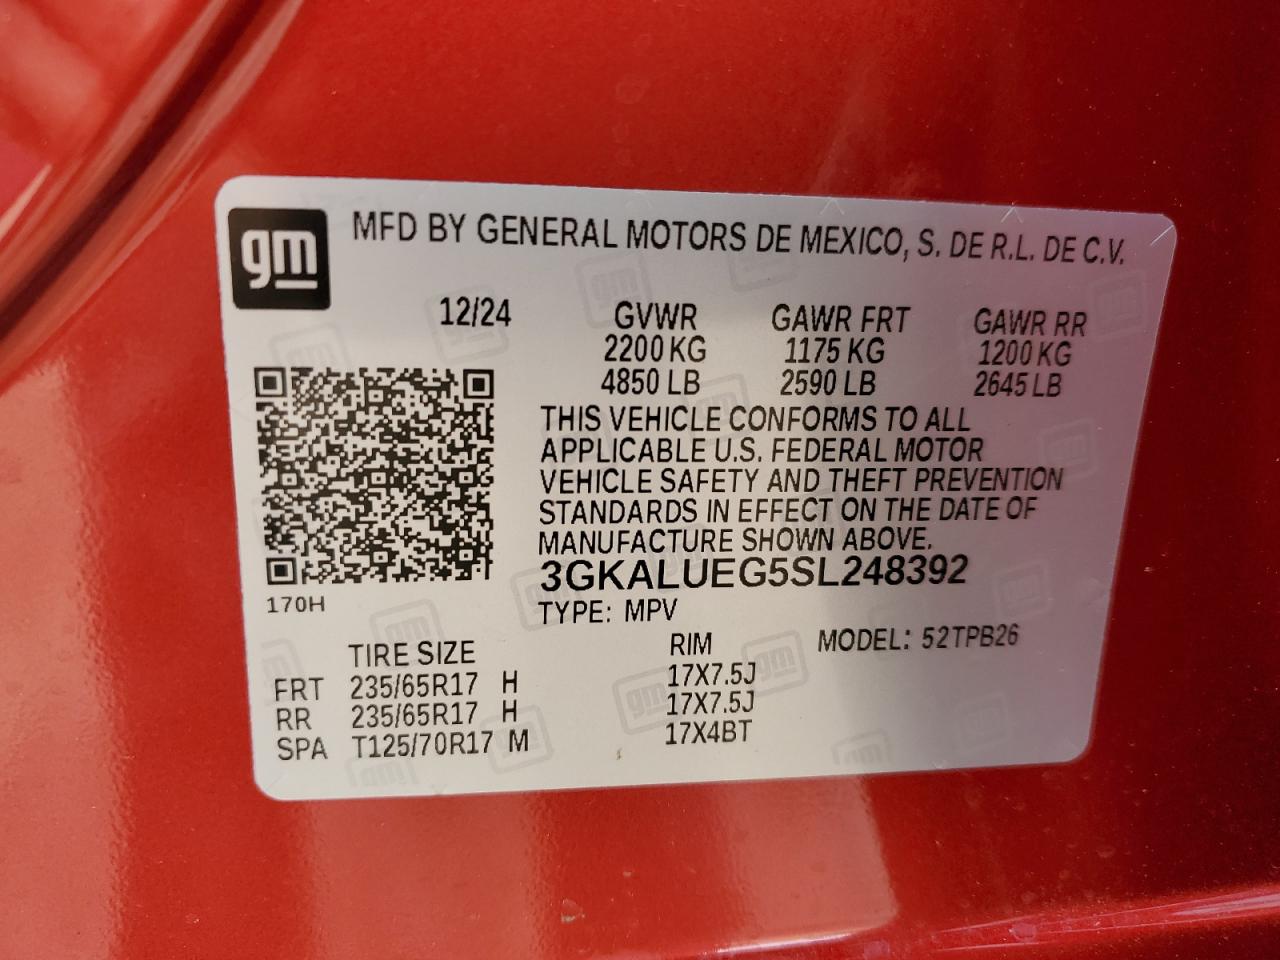 gm MFD BY GENERAL MOTORS DE MEXICO, S. DE R.L. DE C.V.
12/24 GVWR GAWR FRT GAWR RR
2200 KG 1175 KG 1200 KG
4850 LB 2590 LB 2645 LB
THIS VEHICLE CONFORMS TO ALL
APPLICABLE U.S. FEDERAL MOTOR
VEHICLE SAFETY AND THEFT PREVENTION
STANDARDS IN EFFECT ON THE DATE OF
MANUFACTURE SHOWN ABOVE.
3GKALUEG5SL248392
170H
TYPE: MPV
TIRE SIZE RIM MODEL: 52TPB26
FRT 235/65R17 H 17X7.5J
RR 235/65R17 H 17X7.5J
SPA T125/70R17 M 17X4BT